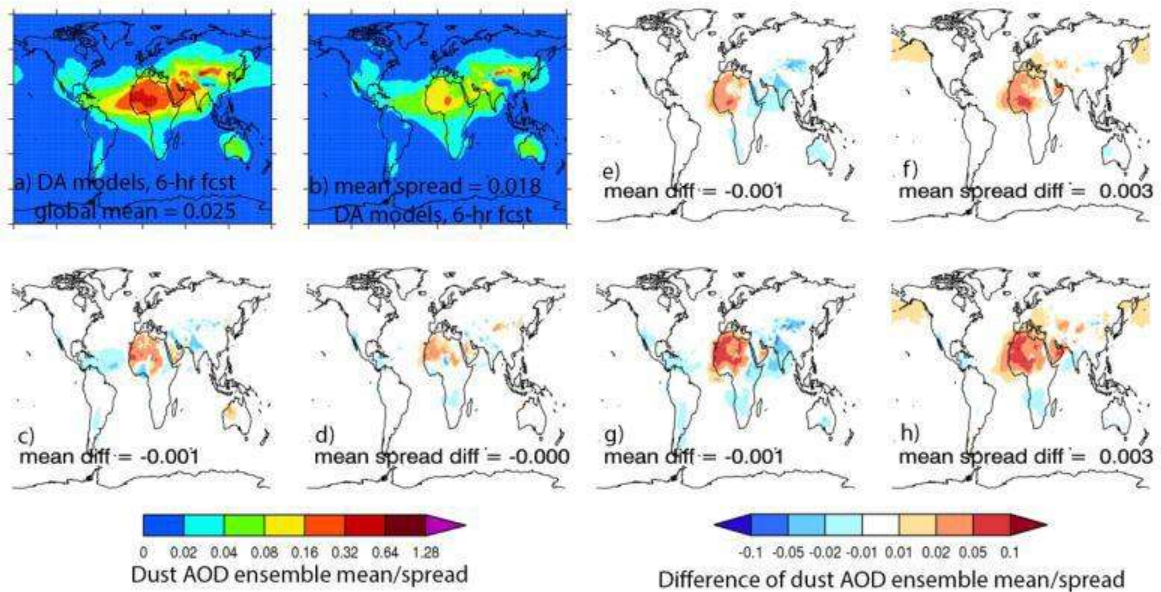 a) DA models, 6-hr fcst
global mean = 0.025
b) mean spread = 0.018
DA models, 6-hr fcst
e)
mean diff = -0.001
f)
mean spread diff = 0.003
c)
mean diff = -0.001
d)
mean spread diff = -0.000
g)
mean diff = -0.001
h)
mean spread diff = 0.003
0 0.02 0.04 0.08 0.16 0.32 0.64 1.28
Dust AOD ensemble mean/spread
-0.1 -0.05 -0.02 -0.01 0.01 0.02 0.05 0.1
Difference of dust AOD ensemble mean/spread